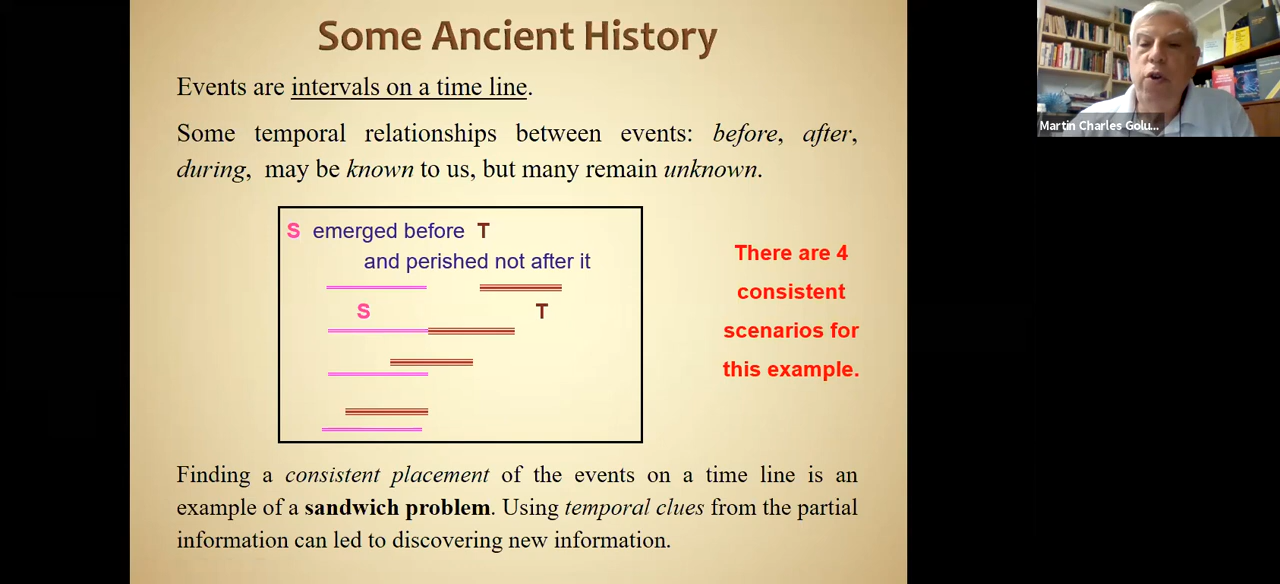 Some Ancient History
Events are intervals on a time line.
Some temporal relationships between events: before, after,
during, may be known to us, but many remain unknown.
S emerged before T
and perished not after it
S T
There are 4
consistent
scenarios for
this example.
Finding a consistent placement of the events on a time line is an
example of a sandwich problem. Using temporal clues from the partial
information can led to discovering new information.
Martin Charles Golu...